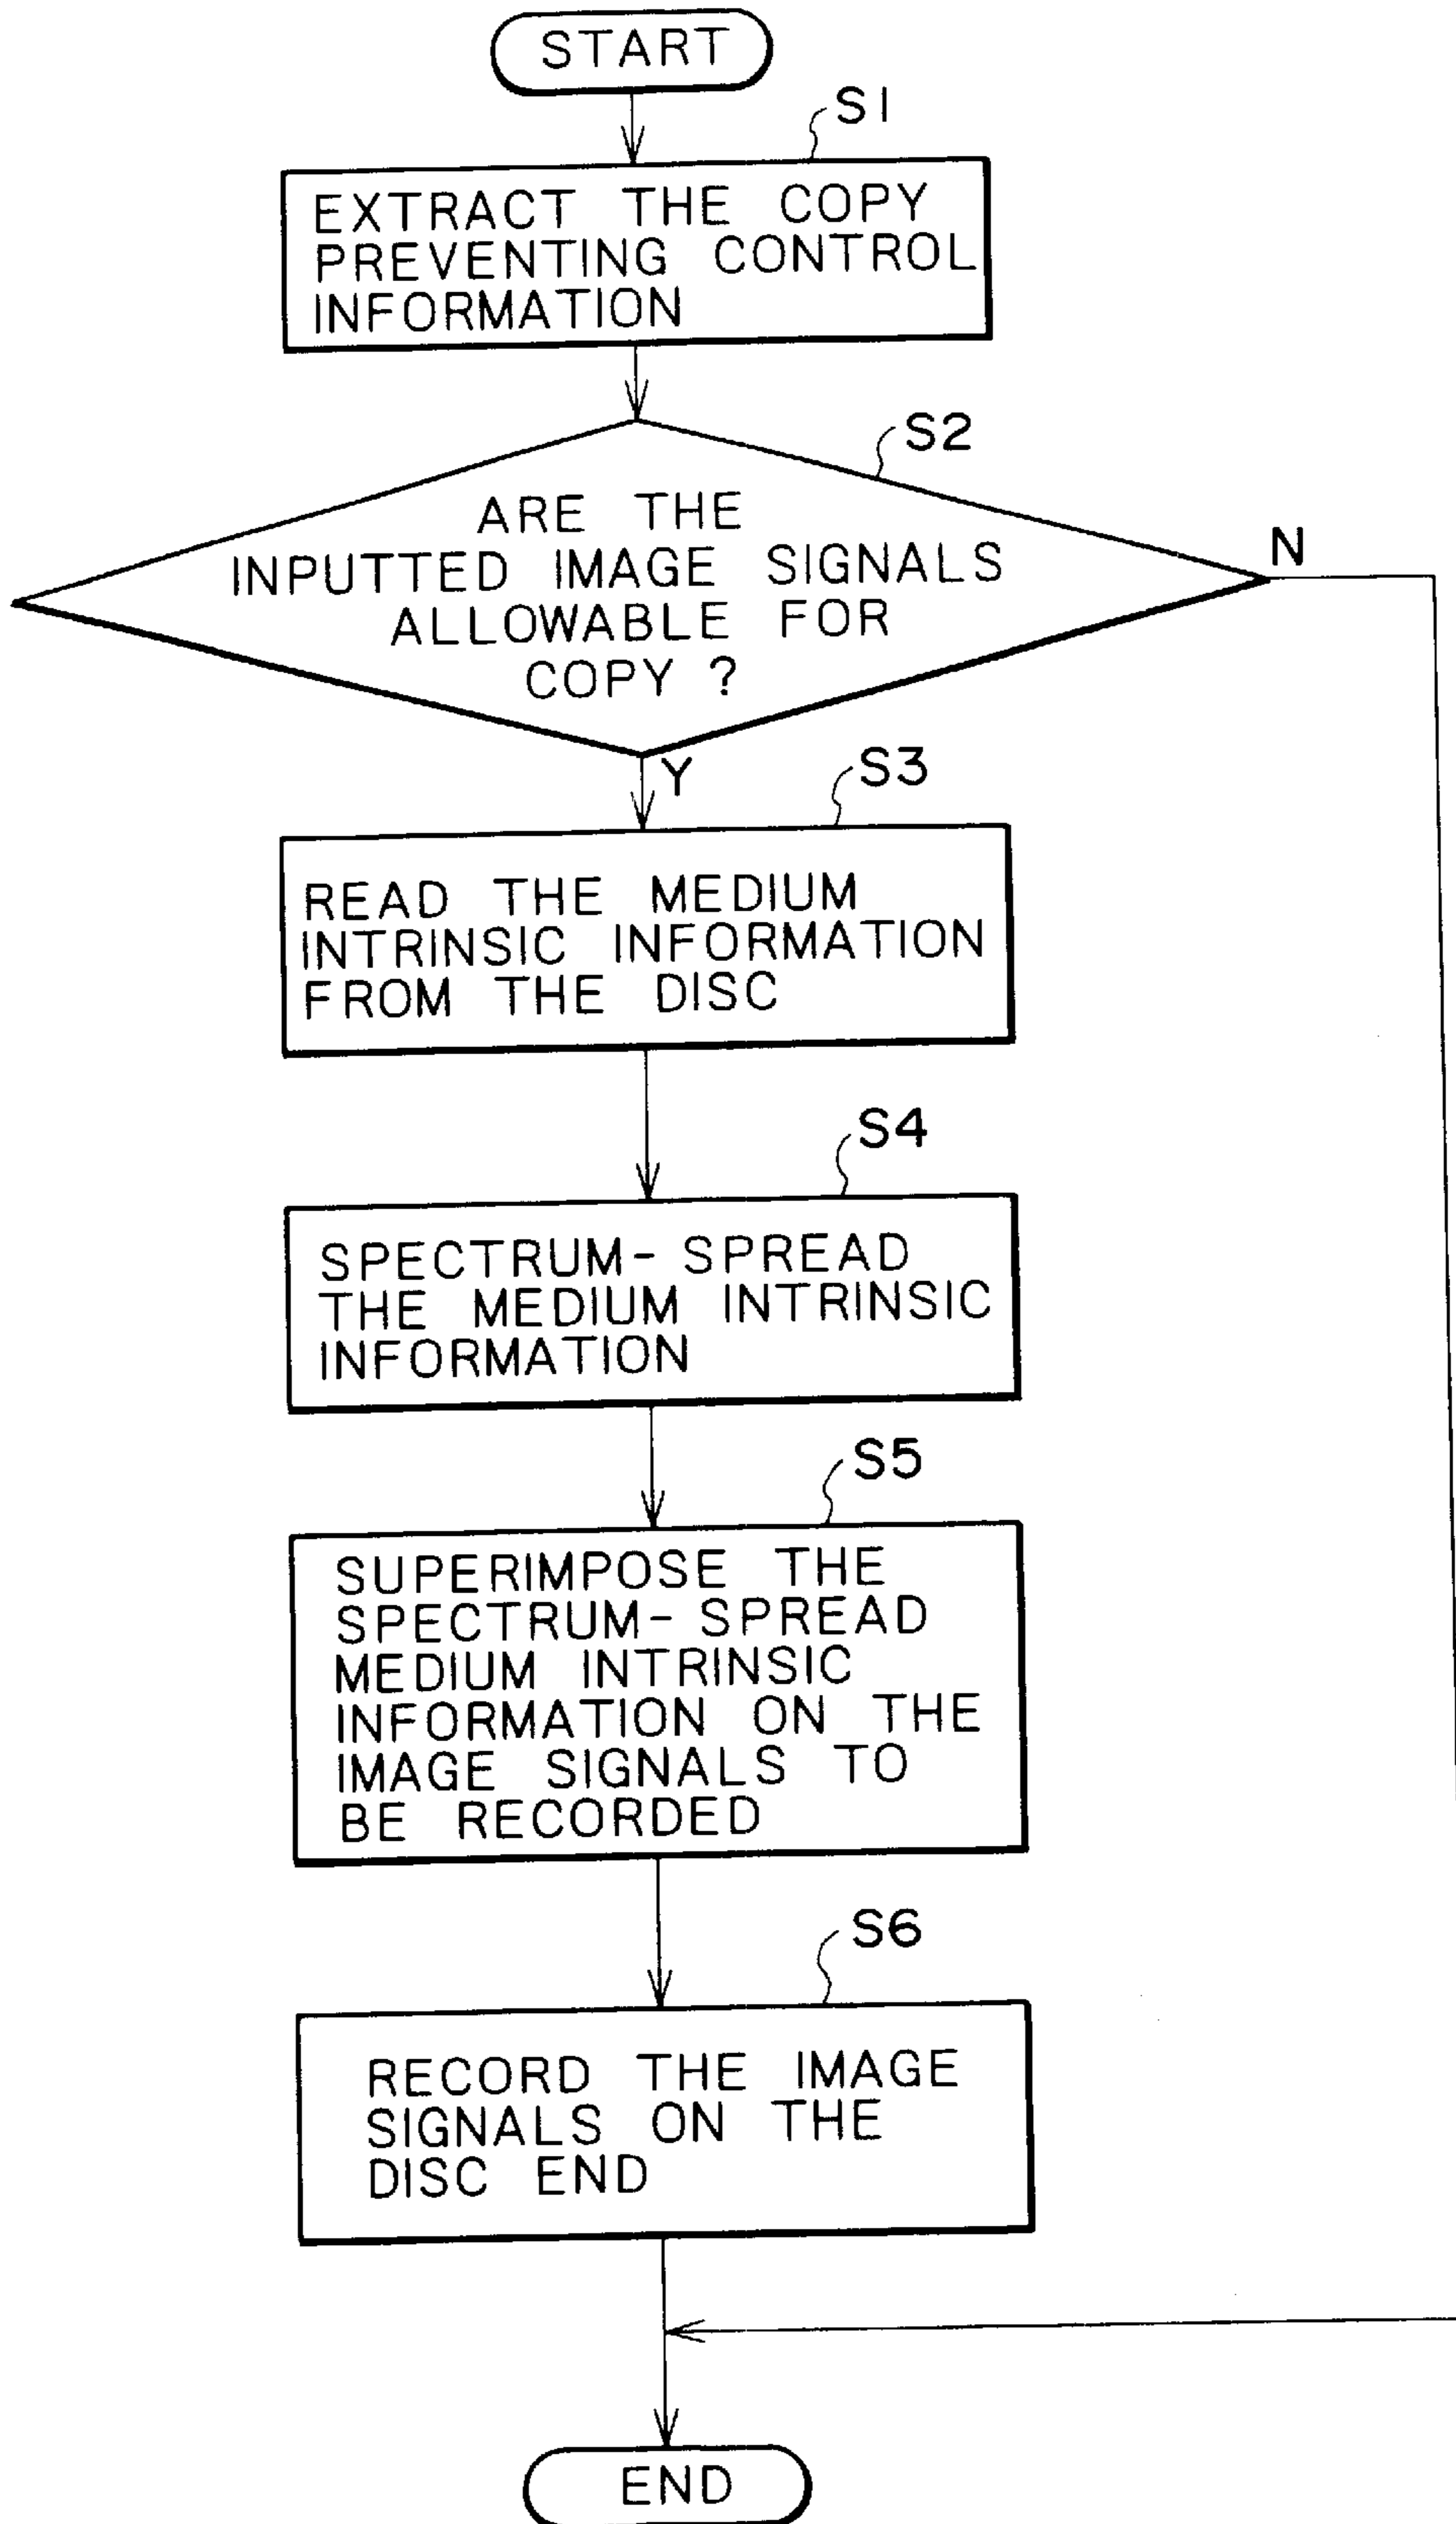 START
S1
EXTRACT THE COPY
PREVENTING CONTROL
INFORMATION
S2
ARE THE
INPUTTED IMAGE SIGNALS
ALLOWABLE FOR
COPY ?
N
Y
S3
READ THE MEDIUM
INTRINSIC INFORMATION
FROM THE DISC
S4
SPECTRUM- SPREAD
THE MEDIUM INTRINSIC
INFORMATION
S5
SUPERIMPOSE THE
SPECTRUM- SPREAD
MEDIUM INTRINSIC
INFORMATION ON THE
IMAGE SIGNALS TO
BE RECORDED
S6
RECORD THE IMAGE
SIGNALS ON THE
DISC END
END